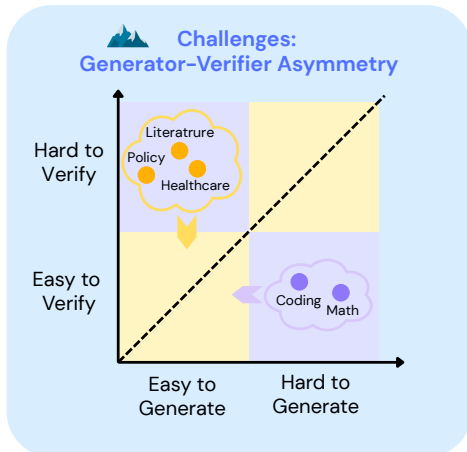 Challenges:
Generator-Verifier Asymmetry
Literatrure
Policy
Healthcare
Hard to
Verify
Easy to
Verify
Coding
Math
Easy to
Generate
Hard to
Generate